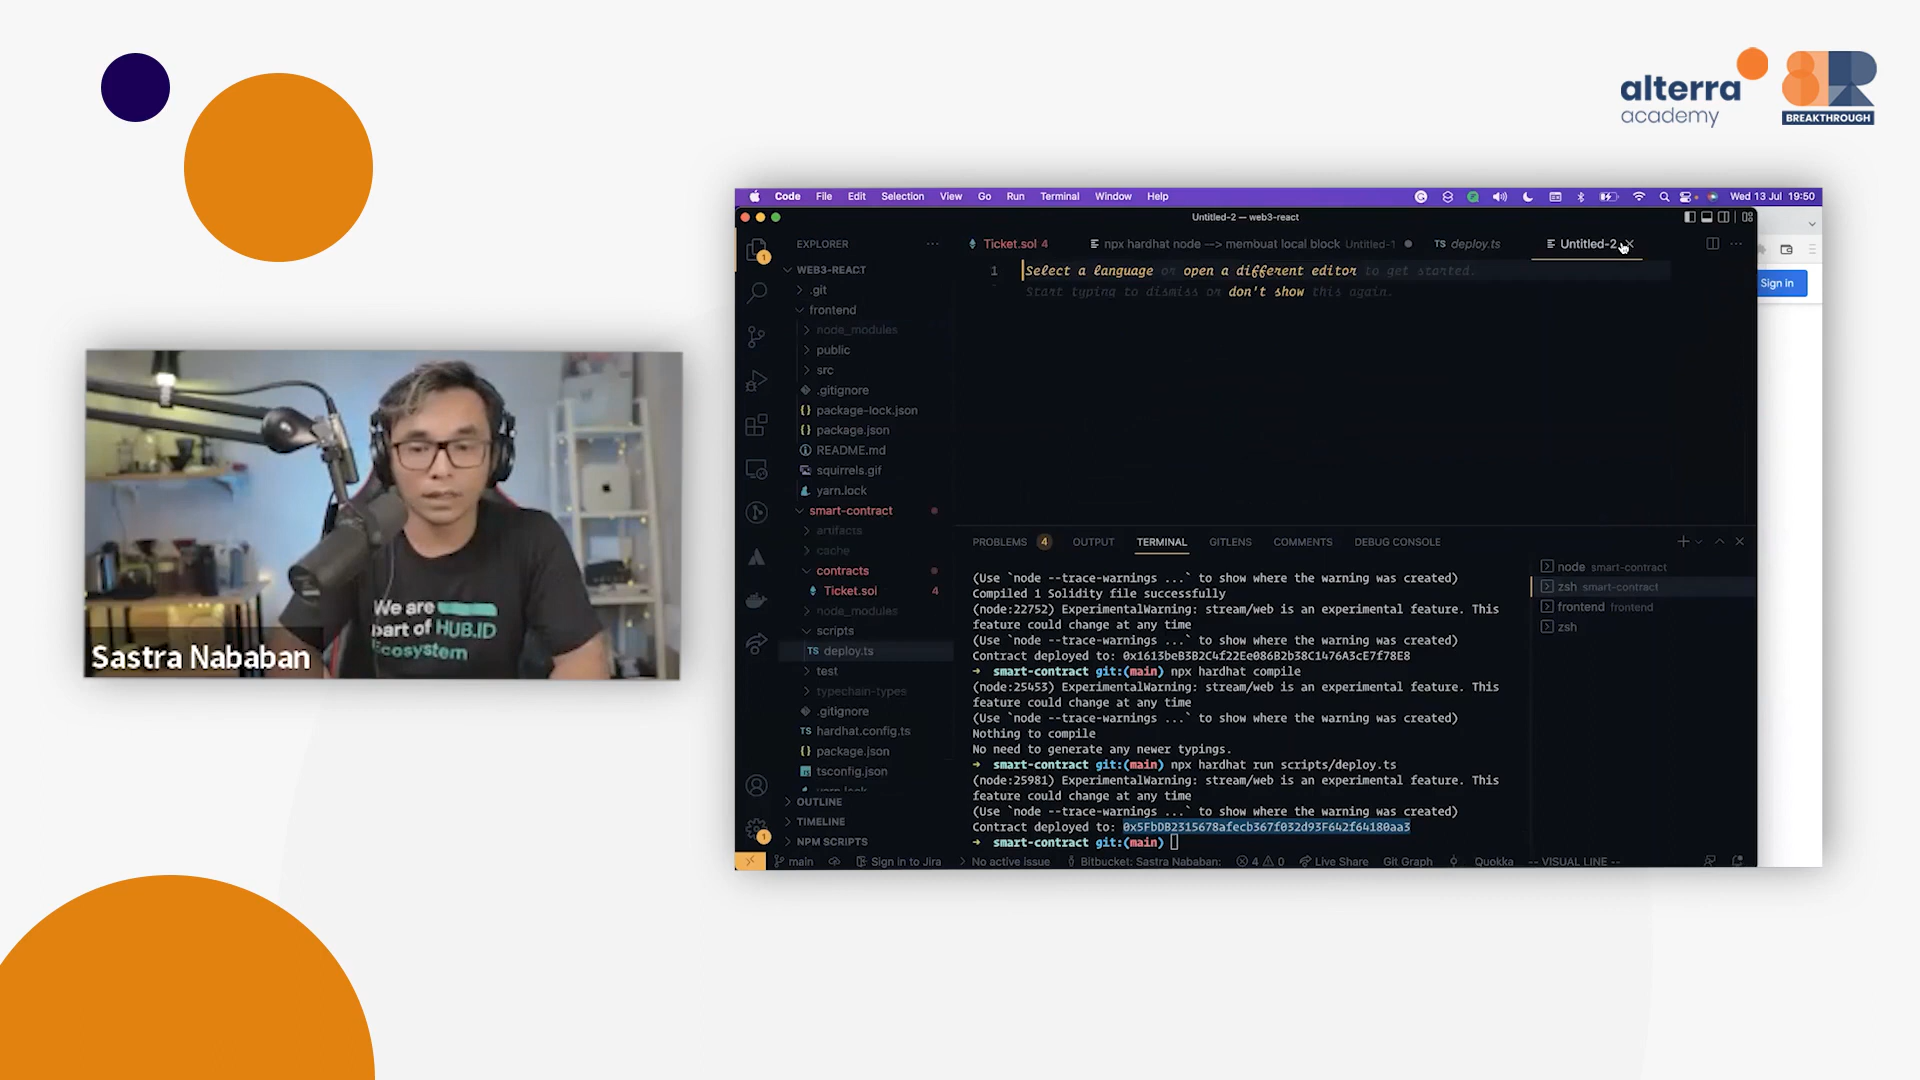 alterra
academy
BREAKTHROUGH
Code File Edit Selection View Go Run Terminal Window Help
Wed 13 Jul 19:50
Untitled-2 — web3-react
EXPLORER
Ticket.sol 4
npx hardhat node —> membuat local block Untitled-1
TS deploy.ts
Untitled-2
Sign in
WEB3-REACT
.git
frontend
node_modules
public
src
.gitignore
package-lock.json
package.json
README.md
squirrels.gif
yarn.lock
smart-contract
artifacts
cache
contracts
Ticket.sol 4
node_modules
scripts
TS deploy.ts
test
typechain-types
.gitignore
TS hardhat.config.ts
package.json
tsconfig.json
yarn.lock
OUTLINE
TIMELINE
NPM SCRIPTS
1 Select a language or open a different editor to get started.
Start typing to dismiss or don't show this again.
PROBLEMS 4 OUTPUT TERMINAL GITLENS COMMENTS DEBUG CONSOLE
(Use `node --trace-warnings ...` to show where the warning was created)
Compiled 1 Solidity file successfully
(node:22752) ExperimentalWarning: stream/web is an experimental feature. This
feature could change at any time
(Use `node --trace-warnings ...` to show where the warning was created)
Contract deployed to: 0x1613beB3B2C4f22Ee086B2b38C1476A3cE7f78E8
➜ smart-contract git:(main) npx hardhat compile
(node:25453) ExperimentalWarning: stream/web is an experimental feature. This
feature could change at any time
(Use `node --trace-warnings ...` to show where the warning was created)
Nothing to compile
No need to generate any newer typings.
➜ smart-contract git:(main) npx hardhat run scripts/deploy.ts
(node:25981) ExperimentalWarning: stream/web is an experimental feature. This
feature could change at any time
(Use `node --trace-warnings ...` to show where the warning was created)
Contract deployed to: 0x5FbDB2315678afecb367f032d93F642f64180aa3
➜ smart-contract git:(main)
node smart-contract
zsh smart-contract
frontend frontend
zsh
main
Sign in to Jira
No active issue
Bitbucket: Sastra Nababan:
4 0
Live Share
Git Graph
Quokka
-- VISUAL LINE --
We are
part of HUB.ID
Ecosystem
Sastra Nababan